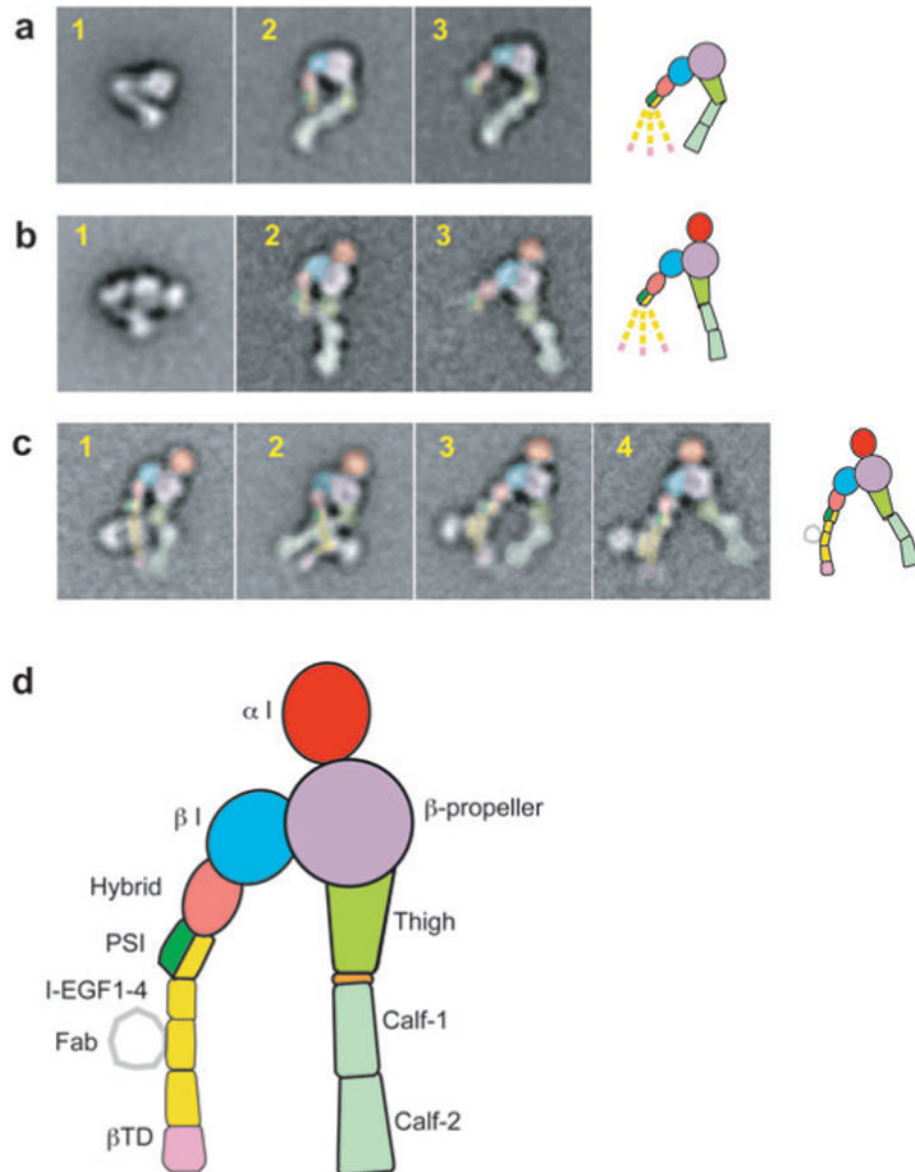 a
1
2
3
b
1
2
3
c
1
2
3
4
d
α I
β I
β-propeller
Hybrid
PSI
Thigh
I-EGF1-4
Fab
Calf-1
Calf-2
βTD